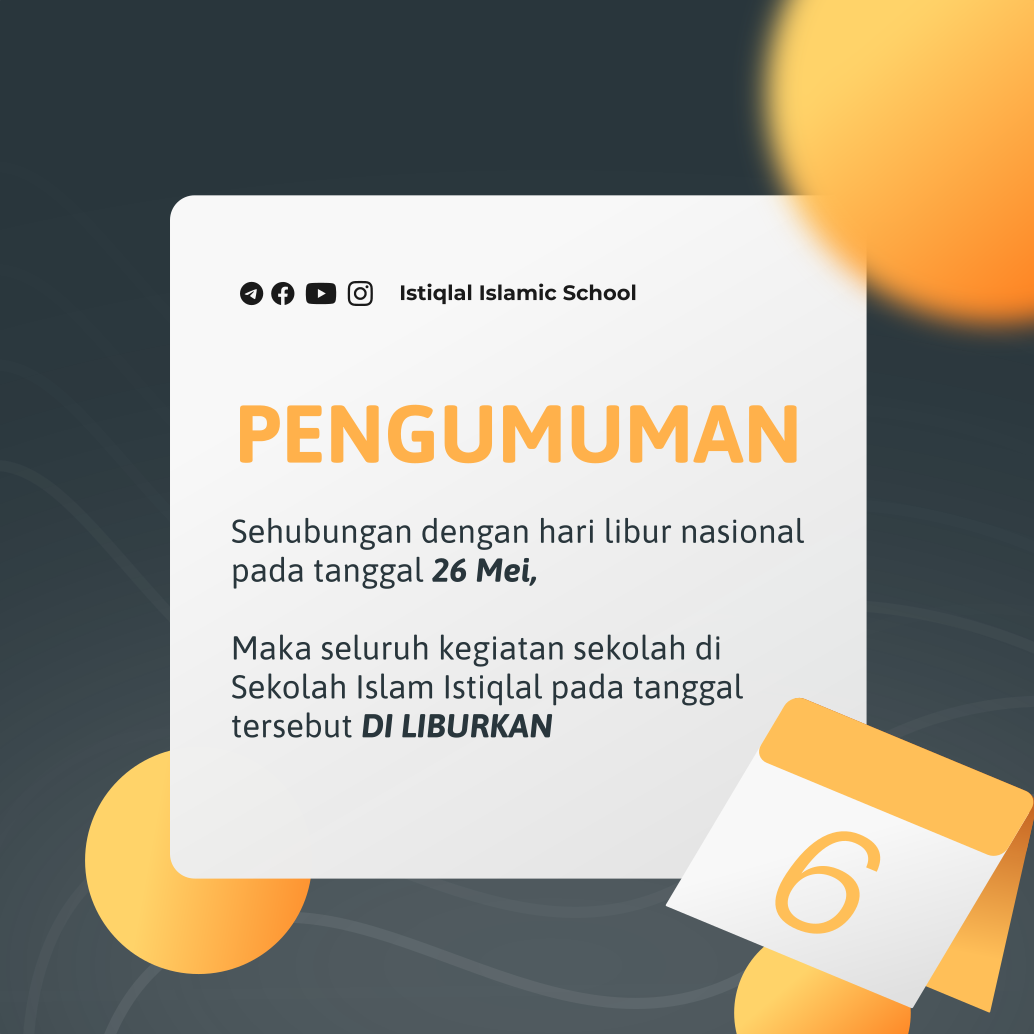 Istiqlal Islamic School
PENGUMUMAN
Sehubungan dengan hari libur nasional
pada tanggal 26 Mei,
Maka seluruh kegiatan sekolah di
Sekolah Islam Istiqlal pada tanggal
tersebut DI LIBURKAN
6